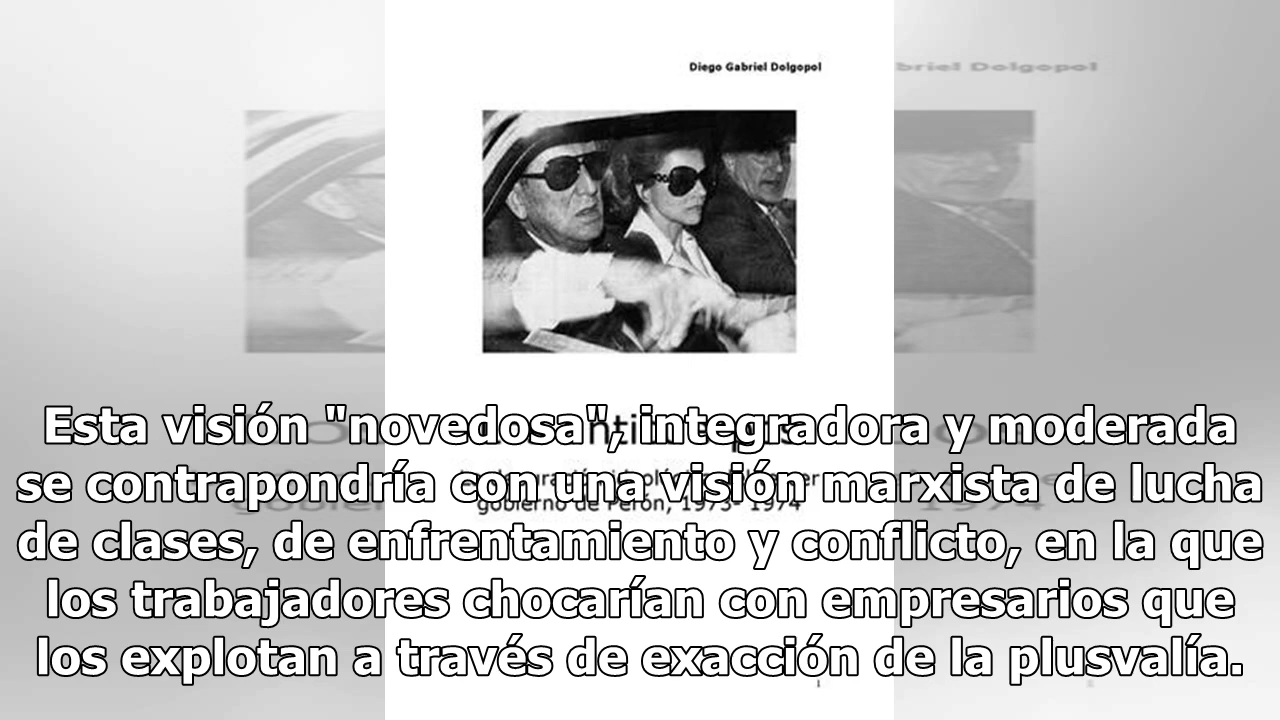 Diego Gabriel Dolgopol
briel Dolgopol
Esta visión "novedosa", integradora y moderada
se contrapondría con una visión marxista de lucha
gobierno de Perón, 1973- 1974
de clases, de enfrentamiento y conflicto, en la que
los trabajadores chocarían con empresarios que
los explotan a través de exacción de la plusvalía.